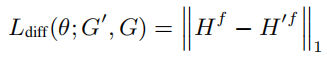 L_diff(θ; G′, G) = ‖H^f − H′^f‖_1